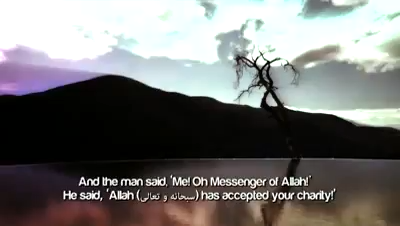 And the man said, 'Me! Oh Messenger of Allah!'
He said, 'Allah (سبحانه و تعالى) has accepted your charity!'